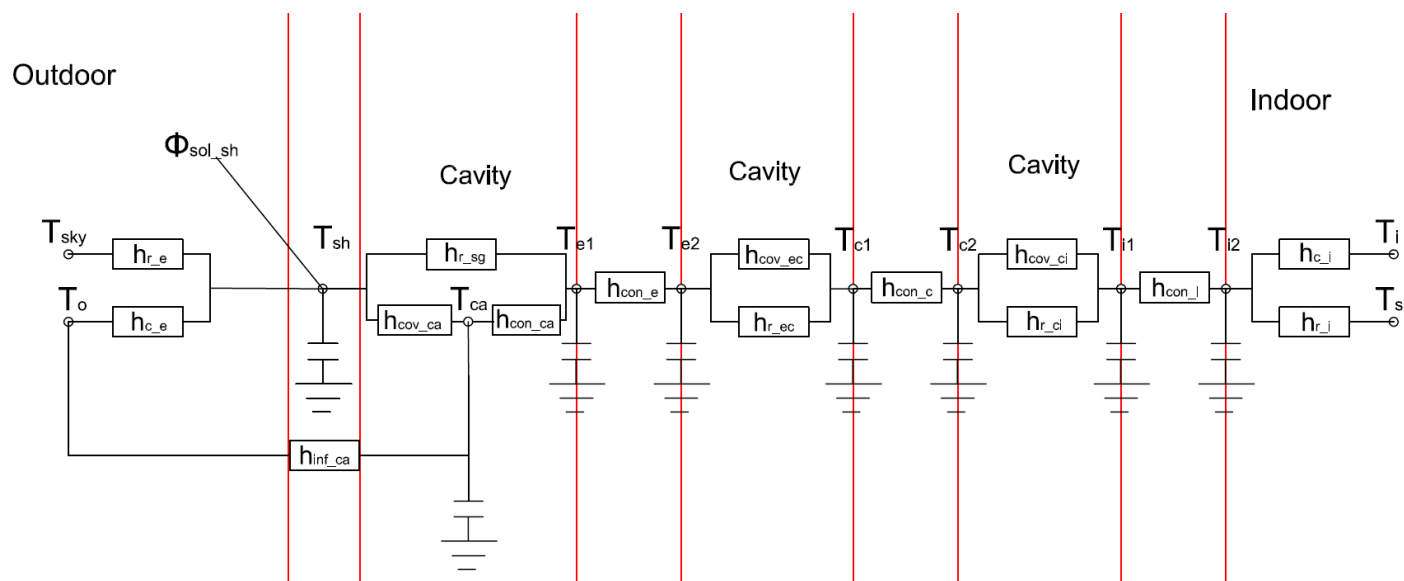 Outdoor
Indoor
Φsol_sh
Cavity
Cavity
Cavity
Tsky
hr_e
Tsh
hr_sg
Te1
Te2
hcov_ec
Tc1
Tc2
hcov_ci
Ti1
Ti2
hc_i
Ti
To
hc_e
hcov_ca
Tca
hcon_ca
hcon_e
hr_ec
hcon_c
hr_ci
hcon_l
hr_i
Ts
hinf_ca